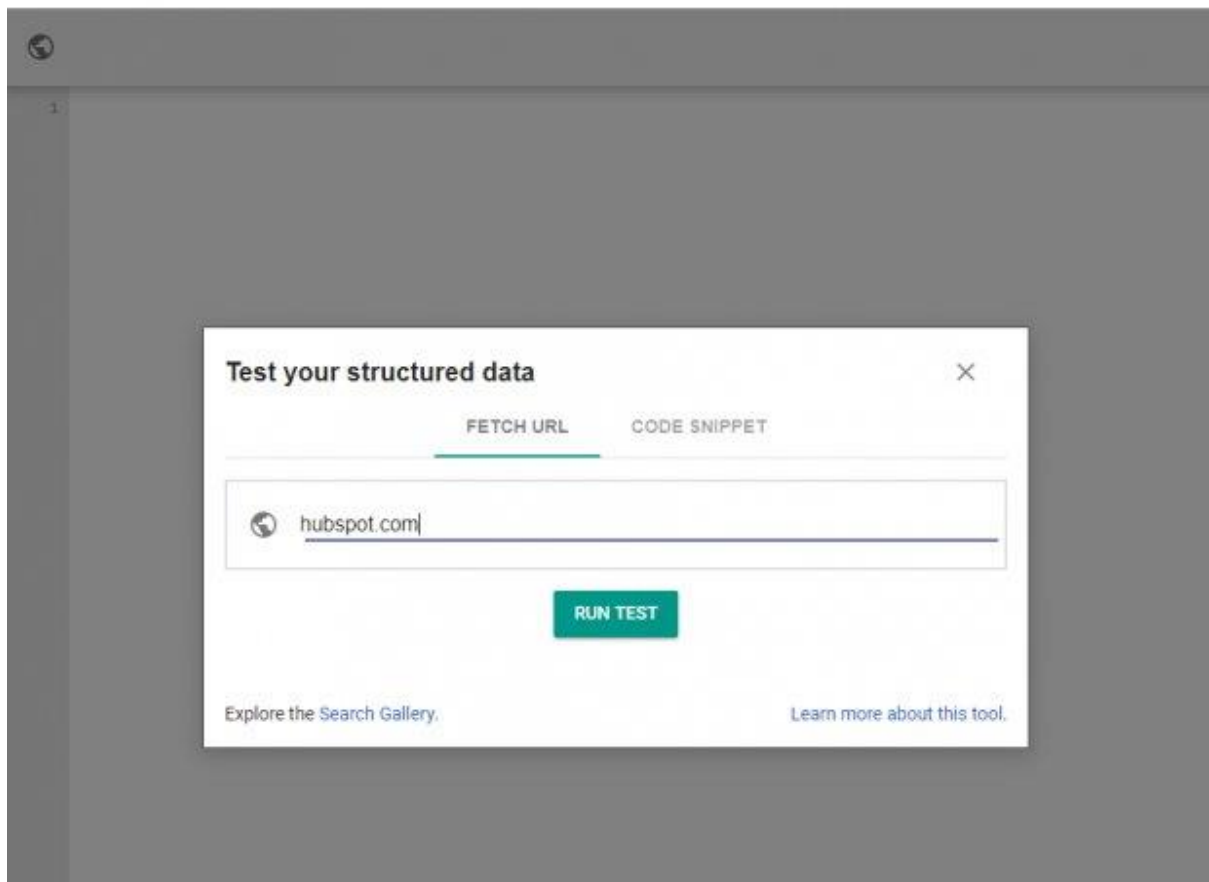 1
Test your structured data
FETCH URL CODE SNIPPET
hubspot.com
RUN TEST
Explore the Search Gallery. Learn more about this tool.